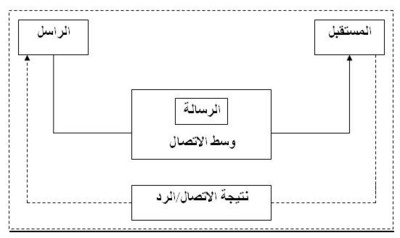 المستقبل
الراسل
الرسالة
وسط الاتصال
نتيجة الاتصال/الرد